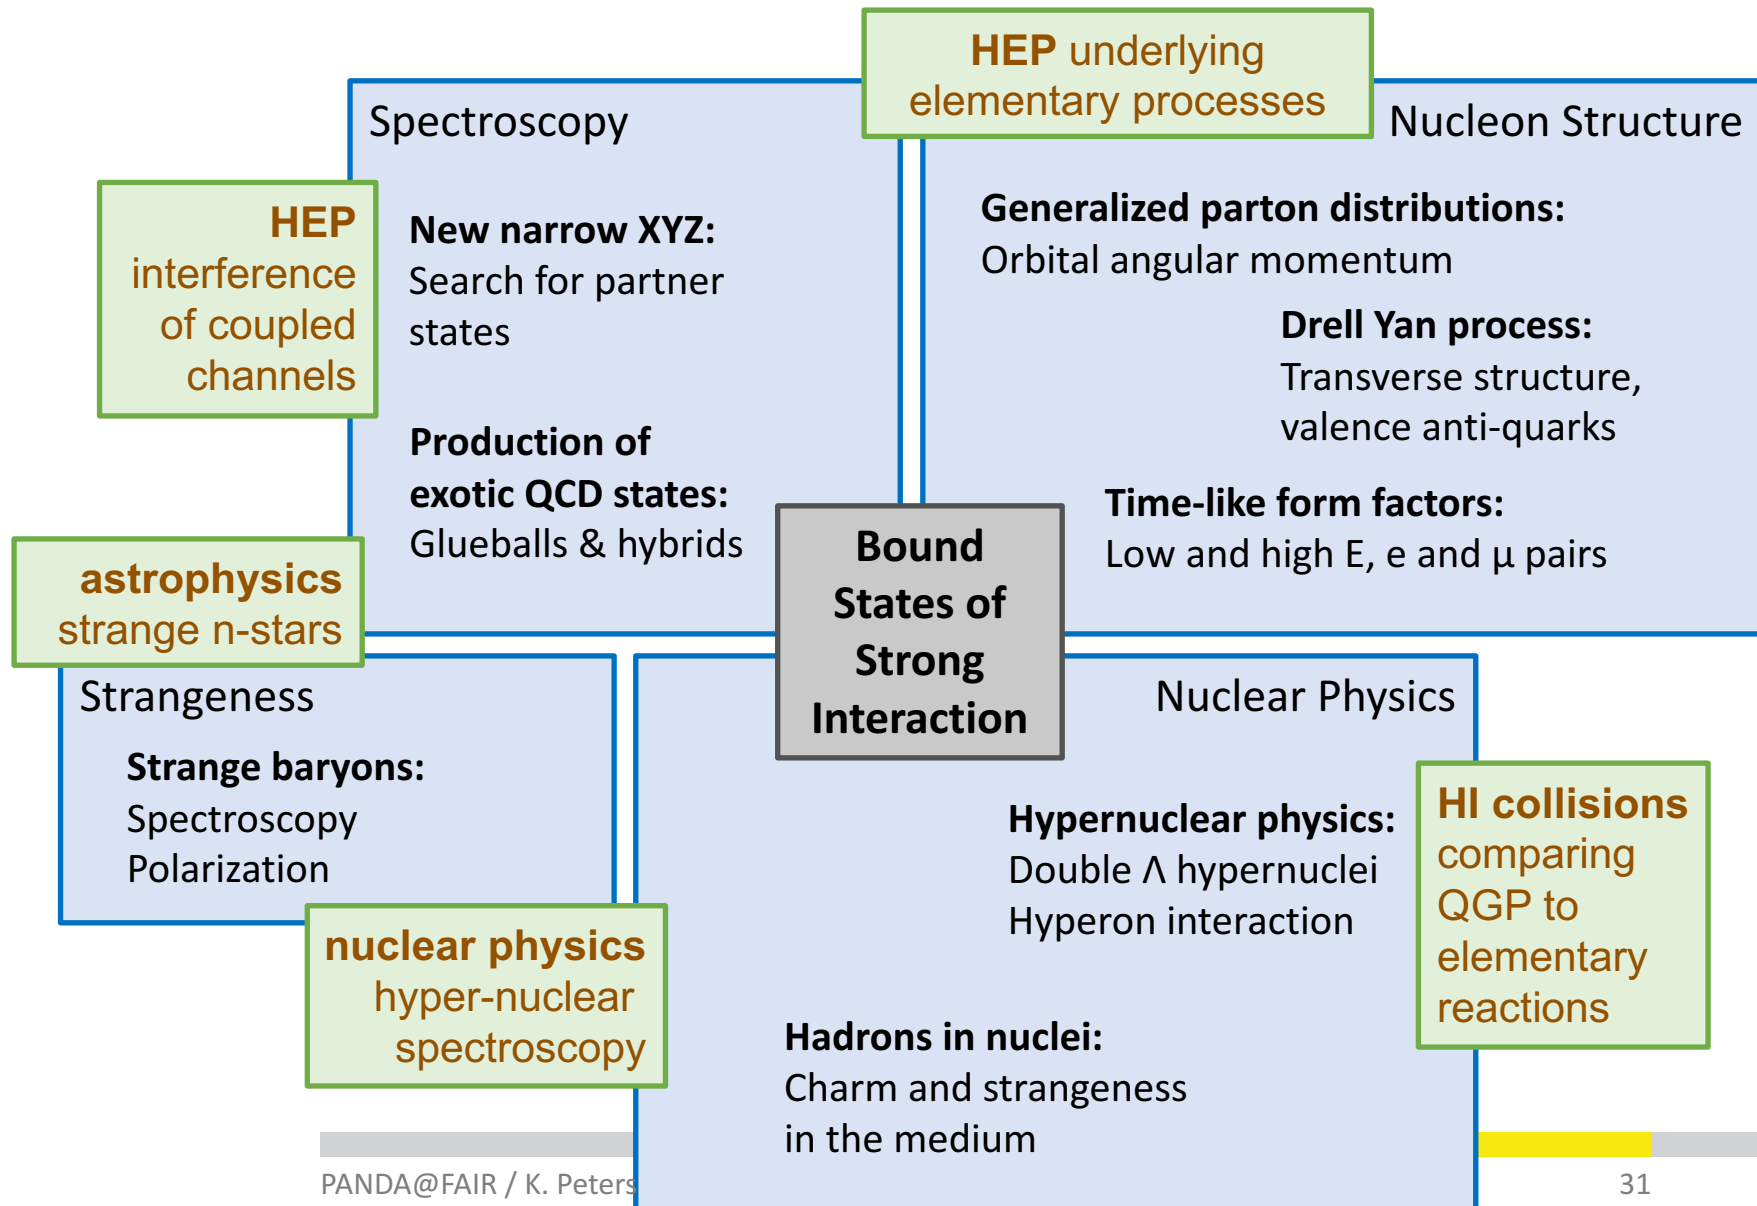 HEP underlying
elementary processes
Spectroscopy
Nucleon Structure
HEP
interference
of coupled
channels
New narrow XYZ:
Search for partner
states
Production of
exotic QCD states:
Glueballs & hybrids
Generalized parton distributions:
Orbital angular momentum
Drell Yan process:
Transverse structure,
valence anti-quarks
Time-like form factors:
Low and high E, e and μ pairs
Bound
States of
Strong
Interaction
astrophysics
strange n-stars
Strangeness
Strange baryons:
Spectroscopy
Polarization
nuclear physics
hyper-nuclear
spectroscopy
Nuclear Physics
Hypernuclear physics:
Double Λ hypernuclei
Hyperon interaction
Hadrons in nuclei:
Charm and strangeness
in the medium
HI collisions
comparing
QGP to
elementary
reactions
PANDA@FAIR / K. Peters
31